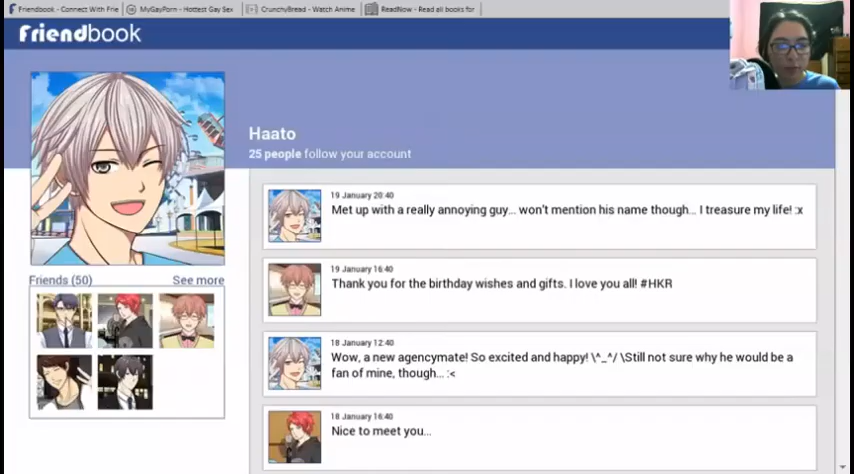 Friendbook - Connect With Frie
MyGayPorn - Hottest Gay Sex
CrunchyBread - Watch Anime
ReadNow - Read all books for
Friendbook
Haato
25 people follow your account
Friends (50)
See more
19 January 20:40
Met up with a really annoying guy... won't mention his name though... I treasure my life! :x
19 January 16:40
Thank you for the birthday wishes and gifts. I love you all! #HKR
18 January 12:40
Wow, a new agencymate! So excited and happy! \^_^/ \Still not sure why he would be a
fan of mine, though... :<
18 January 16:40
Nice to meet you...